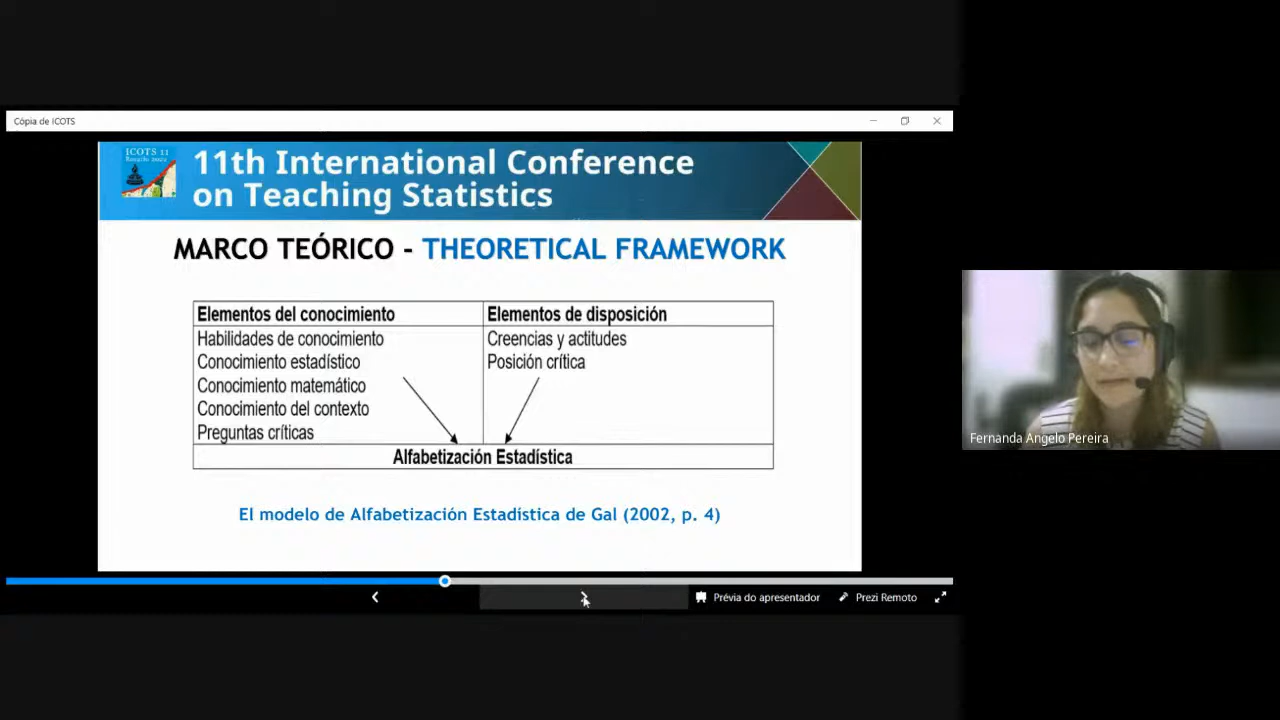 Cópia de ICOTS
ICOTS 11
Rosario 2022
11th International Conference
on Teaching Statistics
MARCO TEÓRICO - THEORETICAL FRAMEWORK
Elementos del conocimiento
Elementos de disposición
Habilidades de conocimiento
Creencias y actitudes
Conocimiento estadístico
Posición crítica
Conocimiento matemático
Conocimiento del contexto
Preguntas críticas
Alfabetización Estadística
El modelo de Alfabetización Estadística de Gal (2002, p. 4)
Prévia do apresentador
Prezi Remoto
Fernanda Angelo Pereira